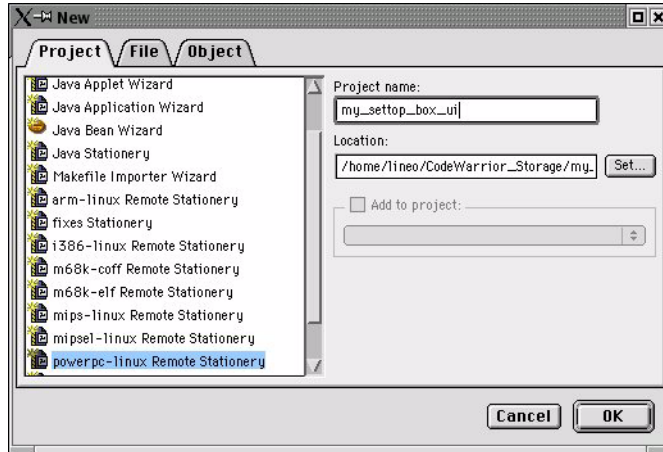 New
Project File Object
Java Applet Wizard
Java Application Wizard
Java Bean Wizard
Java Stationery
Makefile Importer Wizard
arm-linux Remote Stationery
fixes Stationery
i386-linux Remote Stationery
m68k-coff Remote Stationery
m68k-elf Remote Stationery
mips-linux Remote Stationery
mipsel-linux Remote Stationery
powerpc-linux Remote Stationery
Project name:
my_settop_box_ui
Location:
/home/lineo/CodeWarrior_Storage/my_
Set...
Add to project:
Cancel
OK